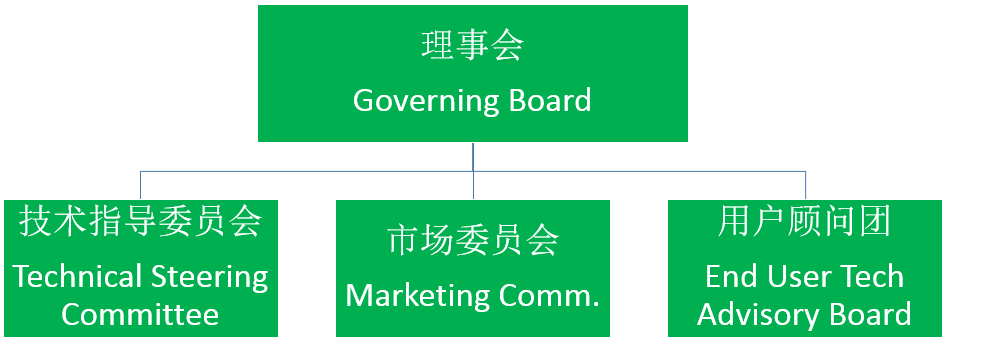 理事会
Governing Board
技术指导委员会
Technical Steering
Committee
市场委员会
Marketing Comm.
用户顾问团
End User Tech
Advisory Board